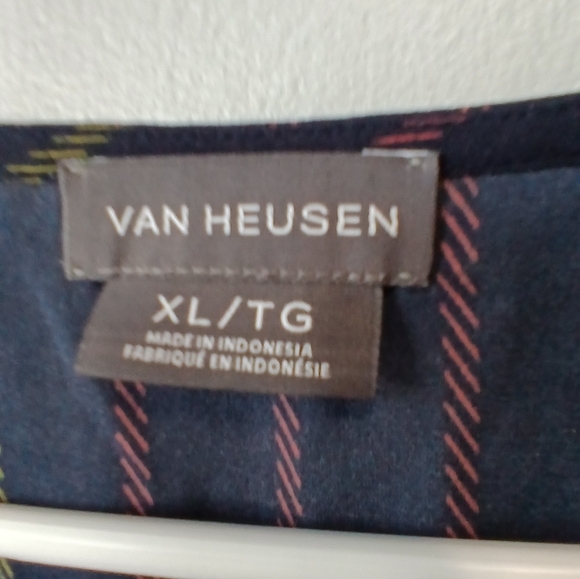 VAN HEUSEN
XL/TG
MADE IN INDONESIA
FABRIQUÉ EN INDONÉSIE